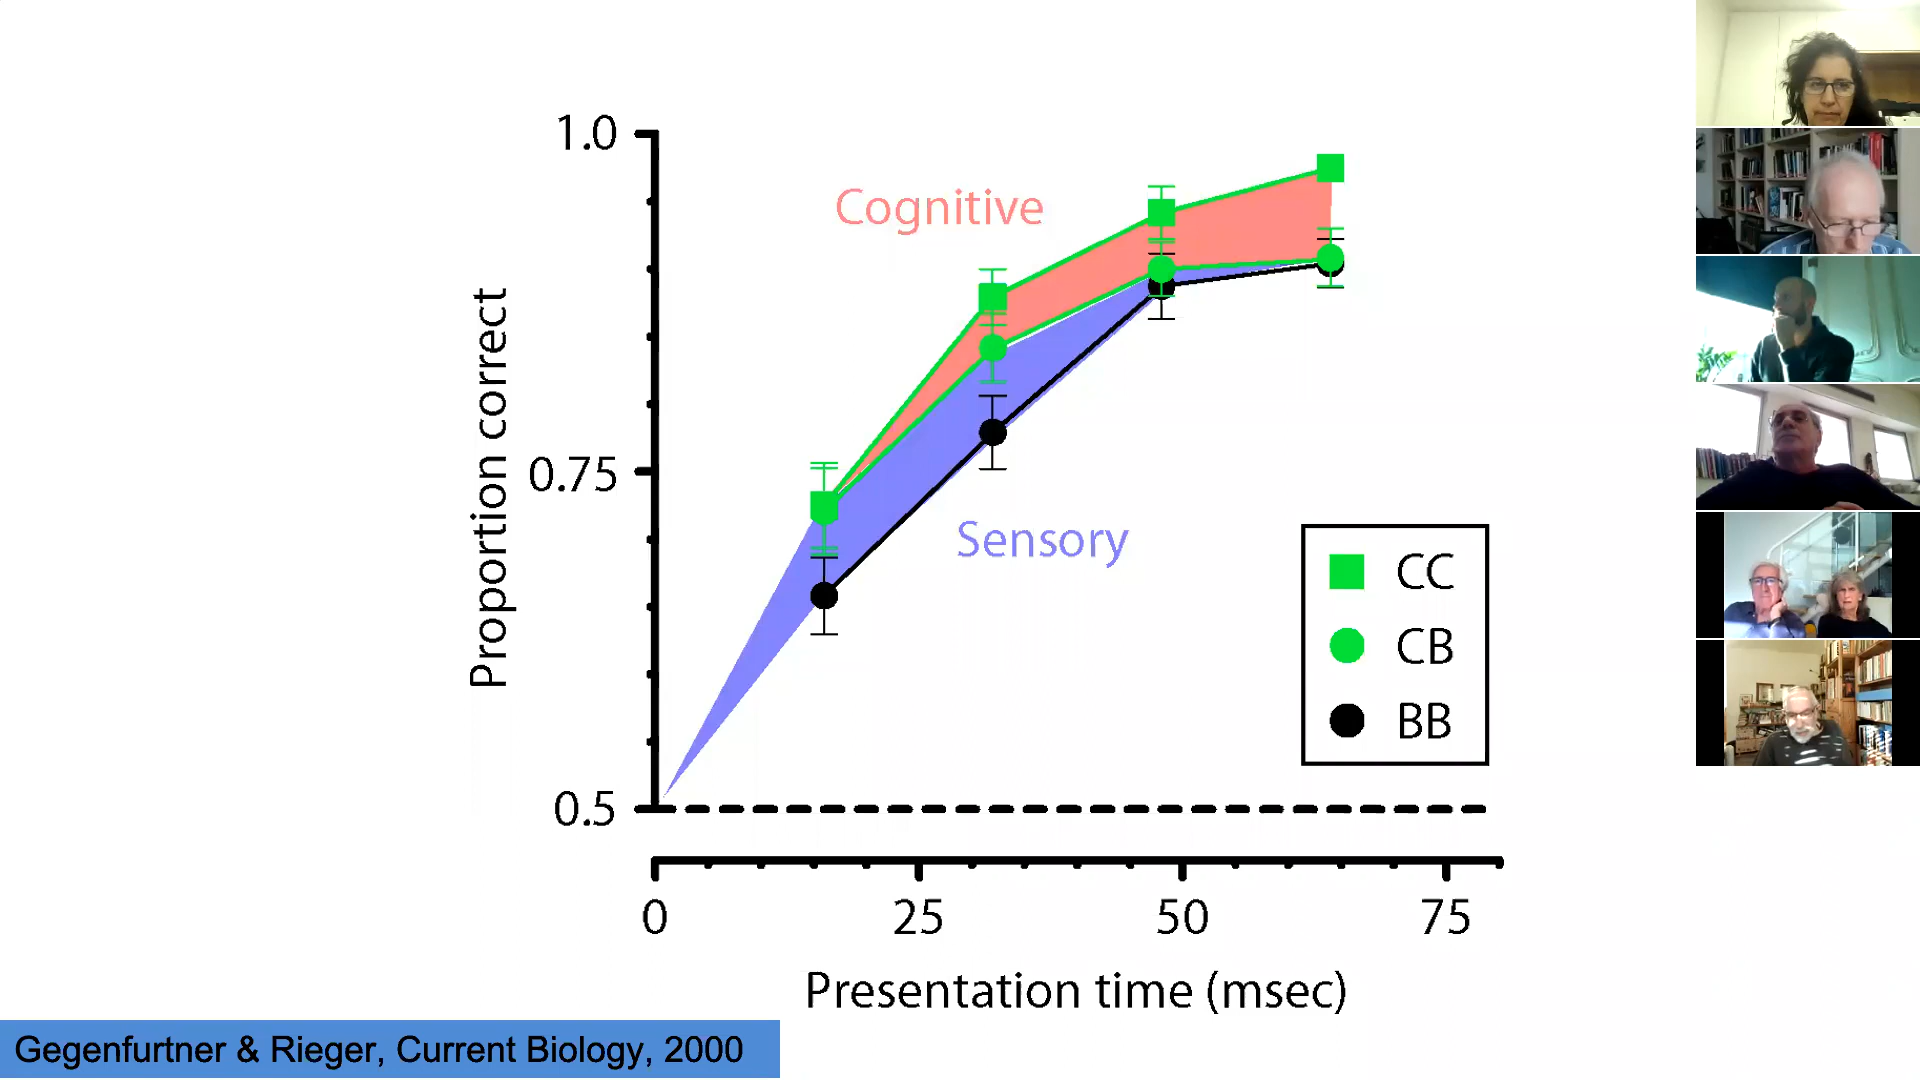 1.0
Cognitive
Proportion correct
0.75
Sensory
CC
CB
BB
0.5
0
25
50
75
Presentation time (msec)
Gegenfurtner & Rieger, Current Biology, 2000